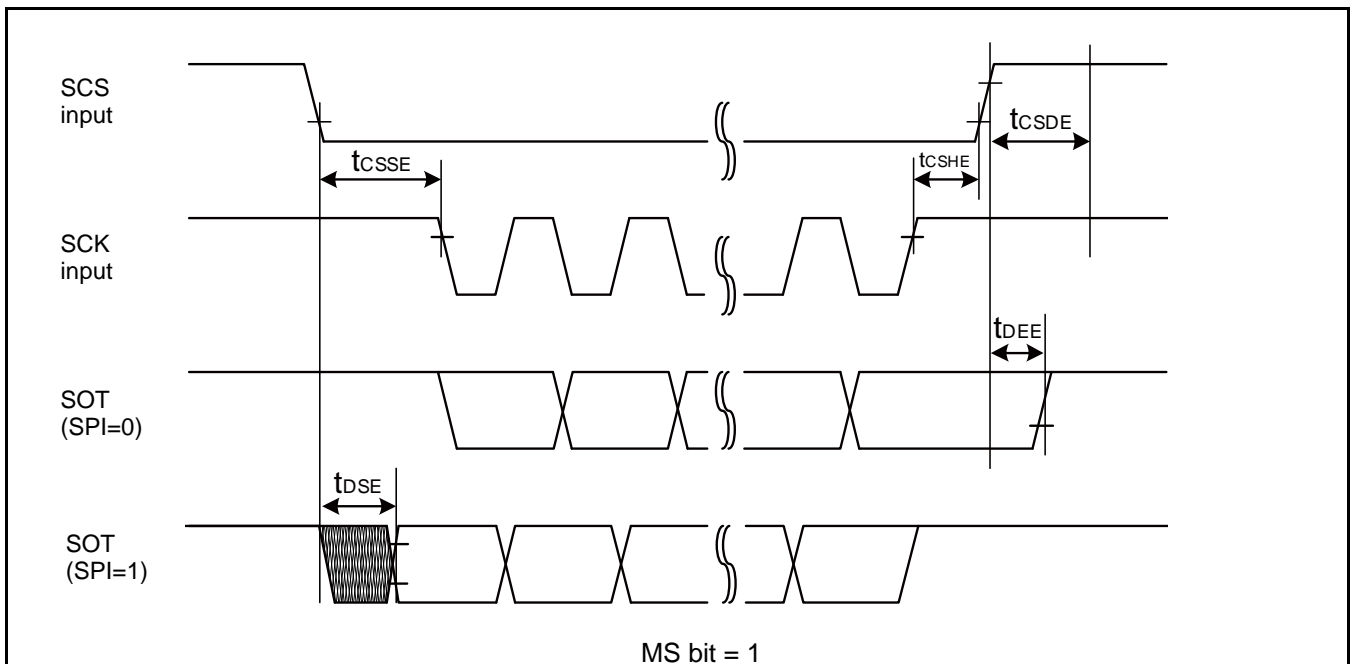 SCS
input
tCSDE
tCSSE
tCSHE
SCK
input
tDEE
SOT
(SPI=0)
tDSE
SOT
(SPI=1)
MS bit = 1